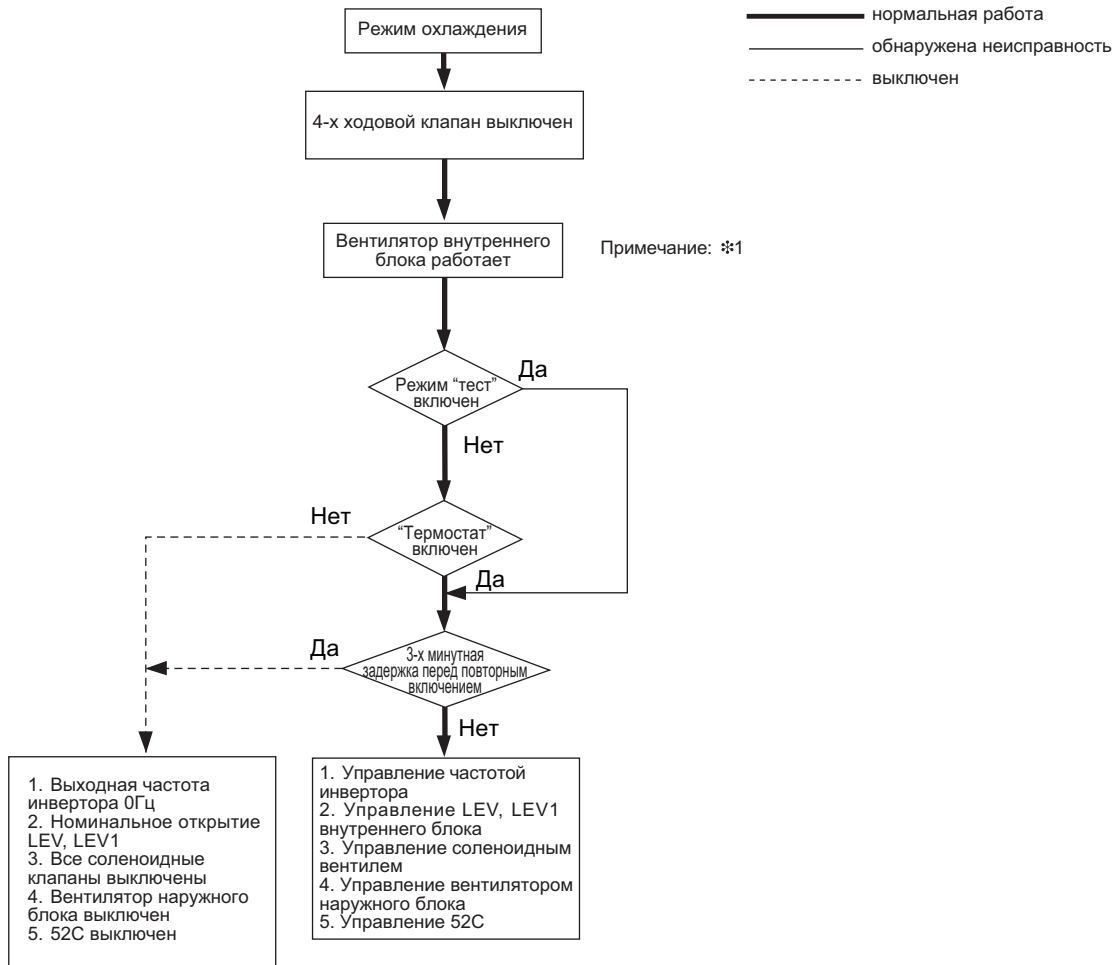 Режим охлаждения
нормальная работа
обнаружена неисправность
выключен
4-х ходовой клапан выключен
Вентилятор внутреннего
блока работает
Примечание: ✻1
Режим “тест”
включен
Да
Нет
“Термостат”
включен
Нет
Да
3-х минутная
задержка перед повторным
включением
Да
Нет
1. Выходная частота
инвертора 0Гц
2. Номинальное открытие
LEV, LEV1
3. Все соленоидные
клапаны выключены
4. Вентилятор наружного
блока выключен
5. 52С выключен
1. Управление частотой
инвертора
2. Управление LEV, LEV1
внутреннего блока
3. Управление соленоидным
вентилем
4. Управление вентилятором
наружного блока
5. Управление 52С